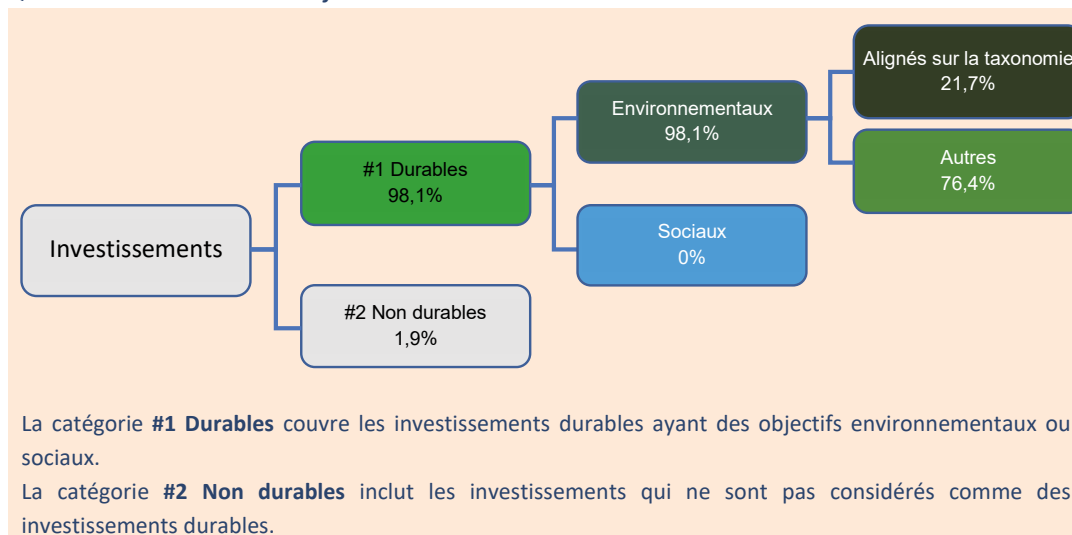 Alignés sur la taxonomie
21,7%
Environnementaux
98,1%
Autres
76,4%
#1 Durables
98,1%
Sociaux
0%
Investissements
#2 Non durables
1,9%
La catégorie #1 Durables couvre les investissements durables ayant des objectifs environnementaux ou
sociaux.
La catégorie #2 Non durables inclut les investissements qui ne sont pas considérés comme des
investissements durables.